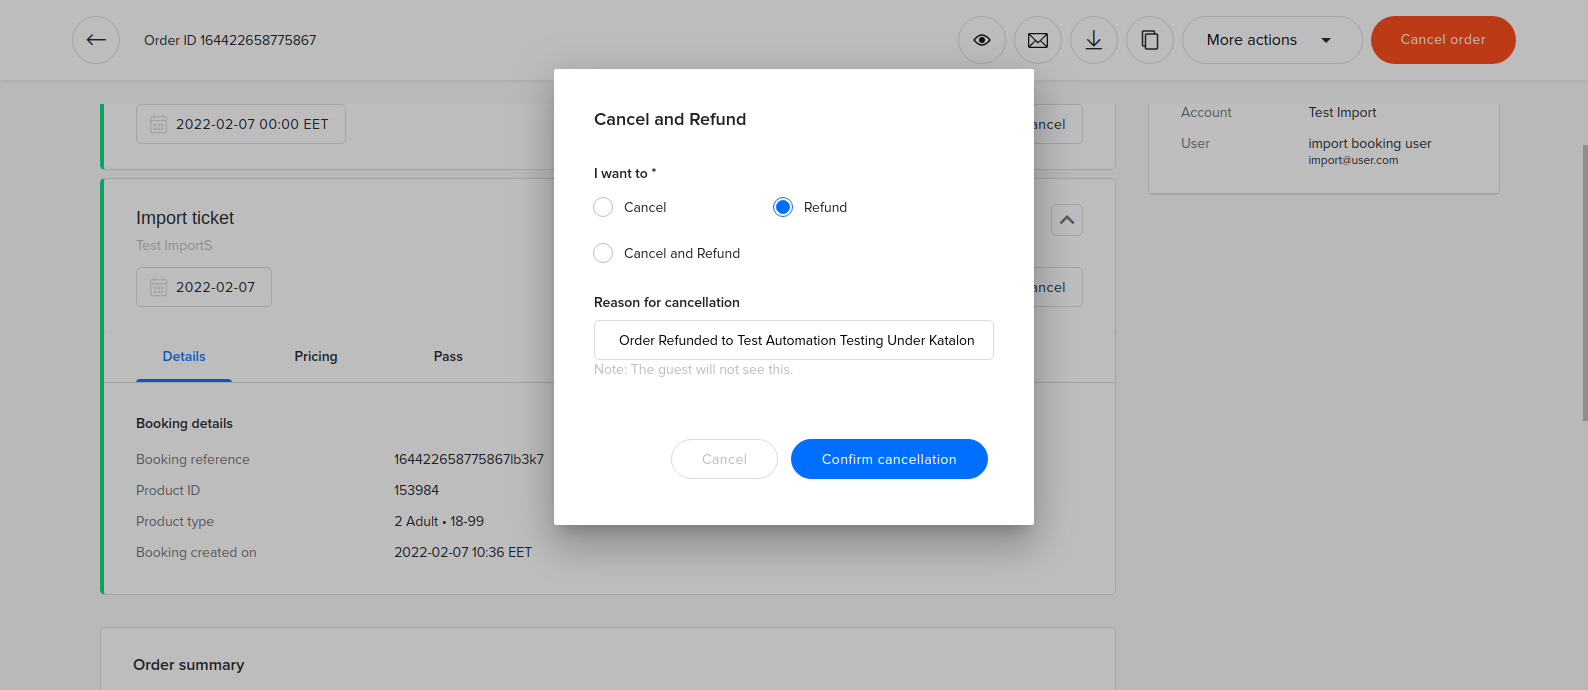 Order ID 164422658775867
More actions
Cancel order
2022-02-07 00:00 EET
ancel
Account Test Import
User import booking user
import@user.com
Cancel and Refund
I want to *
Cancel
Refund
Cancel and Refund
Reason for cancellation
Order Refunded to Test Automation Testing Under Katalon
Note: The guest will not see this.
Cancel
Confirm cancellation
Import ticket
Test ImportS
2022-02-07
ancel
Details Pricing Pass
Booking details
Booking reference 164422658775867lb3k7
Product ID 153984
Product type 2 Adult • 18-99
Booking created on 2022-02-07 10:36 EET
Order summary